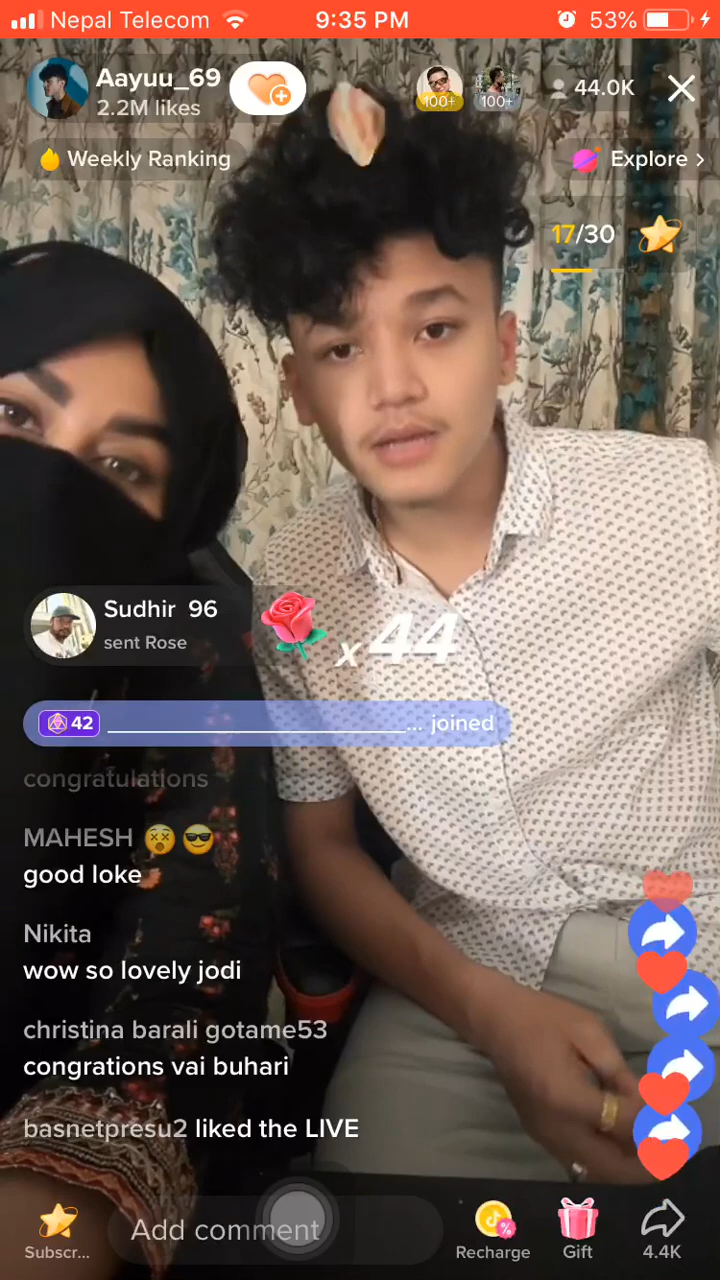 Nepal Telecom
9:35 PM
53%
Aayuu_69
2.2M likes
100+
100+
44.0K
Weekly Ranking
Explore >
17/30
Sudhir 96
sent Rose
x 44
42 ________________________... joined
congratulations
MAHESH 😵😎
good loke
Nikita
wow so lovely jodi
christina barali gotame53
congrations vai buhari
basnetpresu2 liked the LIVE
Add comment
Subscr...
Recharge
Gift
4.4K